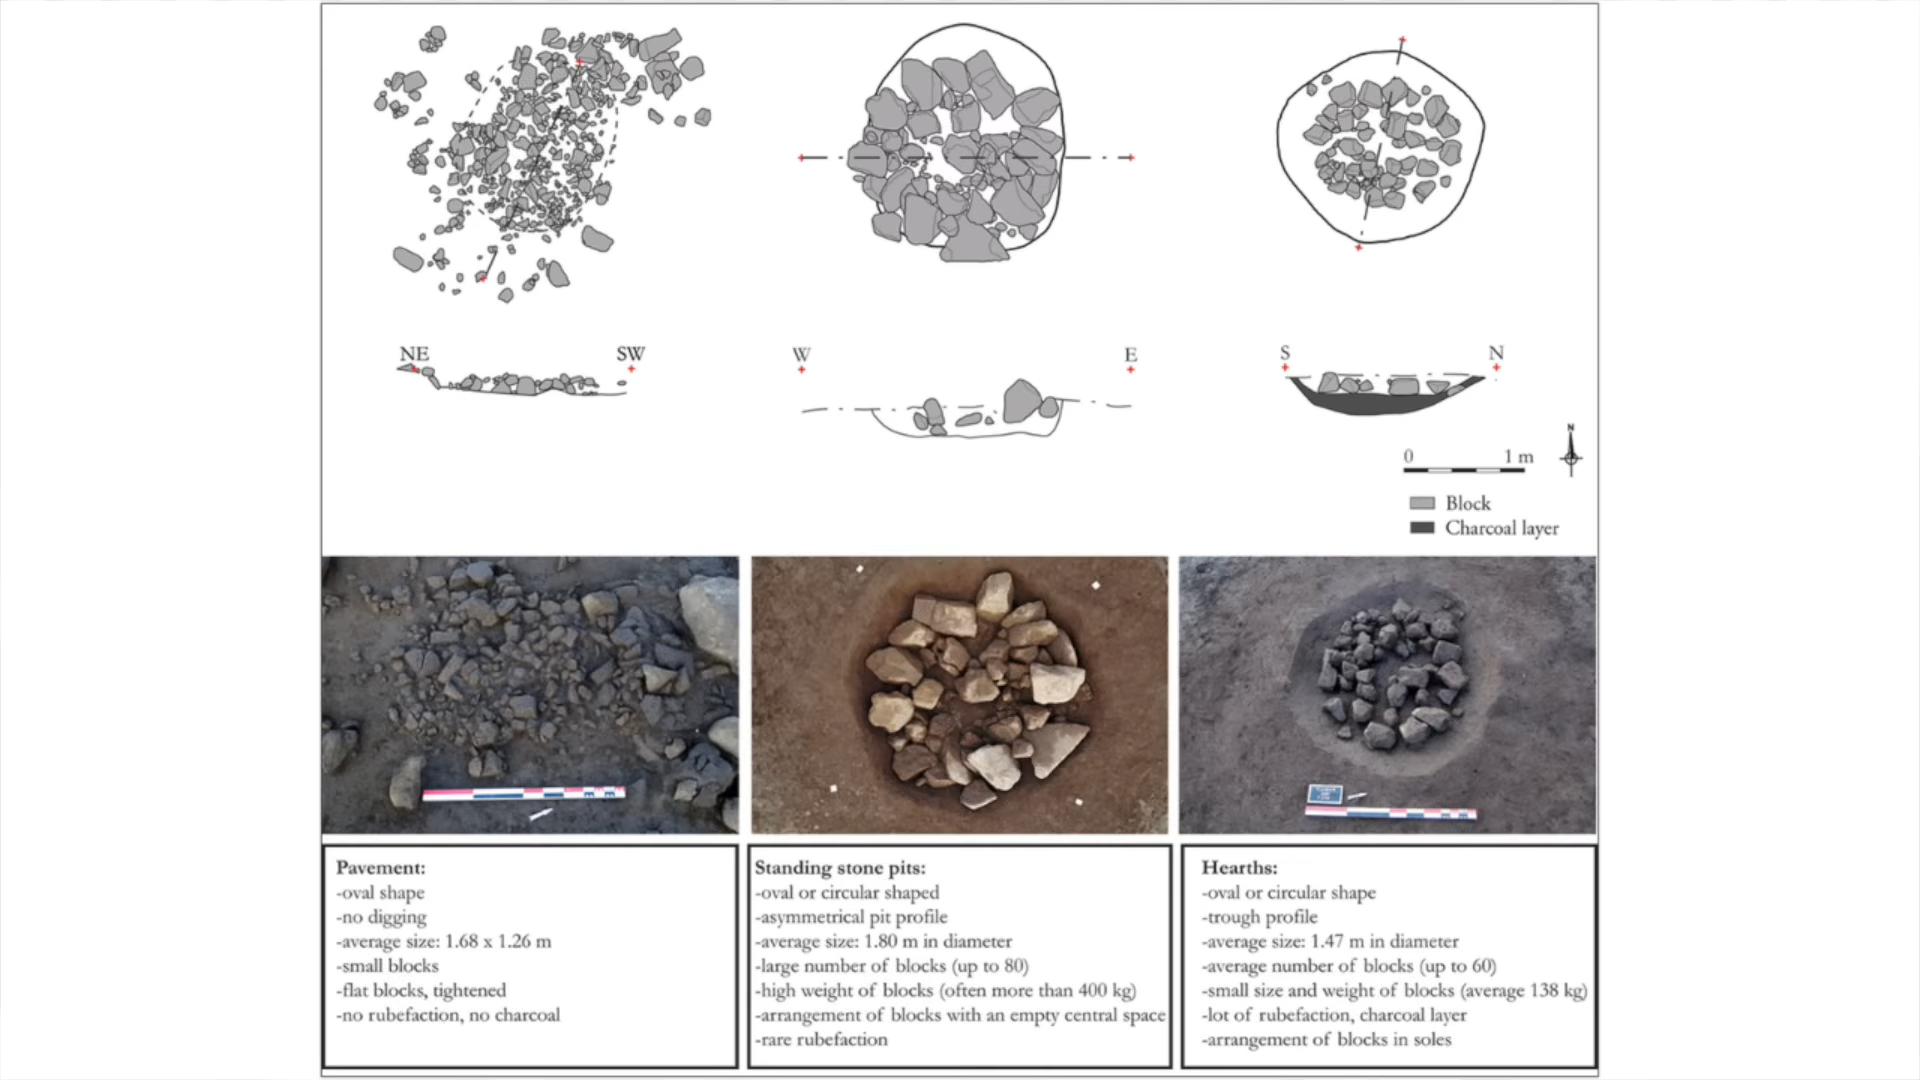 NE
SW
W
E
S
N
N
0 1 m
Block
Charcoal layer
Pavement:
-oval shape
-no digging
-average size: 1.68 x 1.26 m
-small blocks
-flat blocks, tightened
-no rubefaction, no charcoal
Standing stone pits:
-oval or circular shaped
-asymmetrical pit profile
-average size: 1.80 m in diameter
-large number of blocks (up to 80)
-high weight of blocks (often more than 400 kg)
-arrangement of blocks with an empty central space
-rare rubefaction
Hearths:
-oval or circular shape
-trough profile
-average size: 1.47 m in diameter
-average number of blocks (up to 60)
-small size and weight of blocks (average 138 kg)
-lot of rubefaction, charcoal layer
-arrangement of blocks in soles